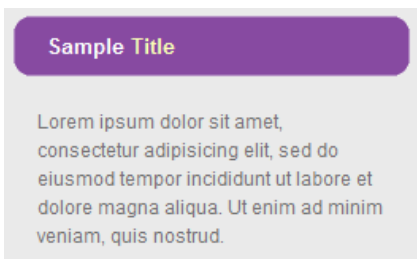 Sample Title
Lorem ipsum dolor sit amet,
consectetur adipisicing elit, sed do
eiusmod tempor incididunt ut labore et
dolore magna aliqua. Ut enim ad minim
veniam, quis nostrud.